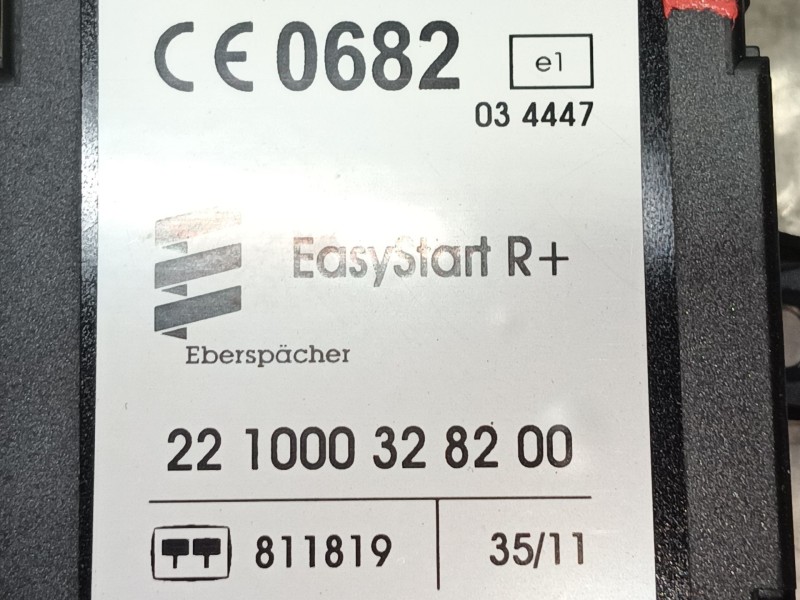 CE 0682
e1
03 4447
EasyStart R+
Eberspächer
22 1000 32 82 00
811819 35/11